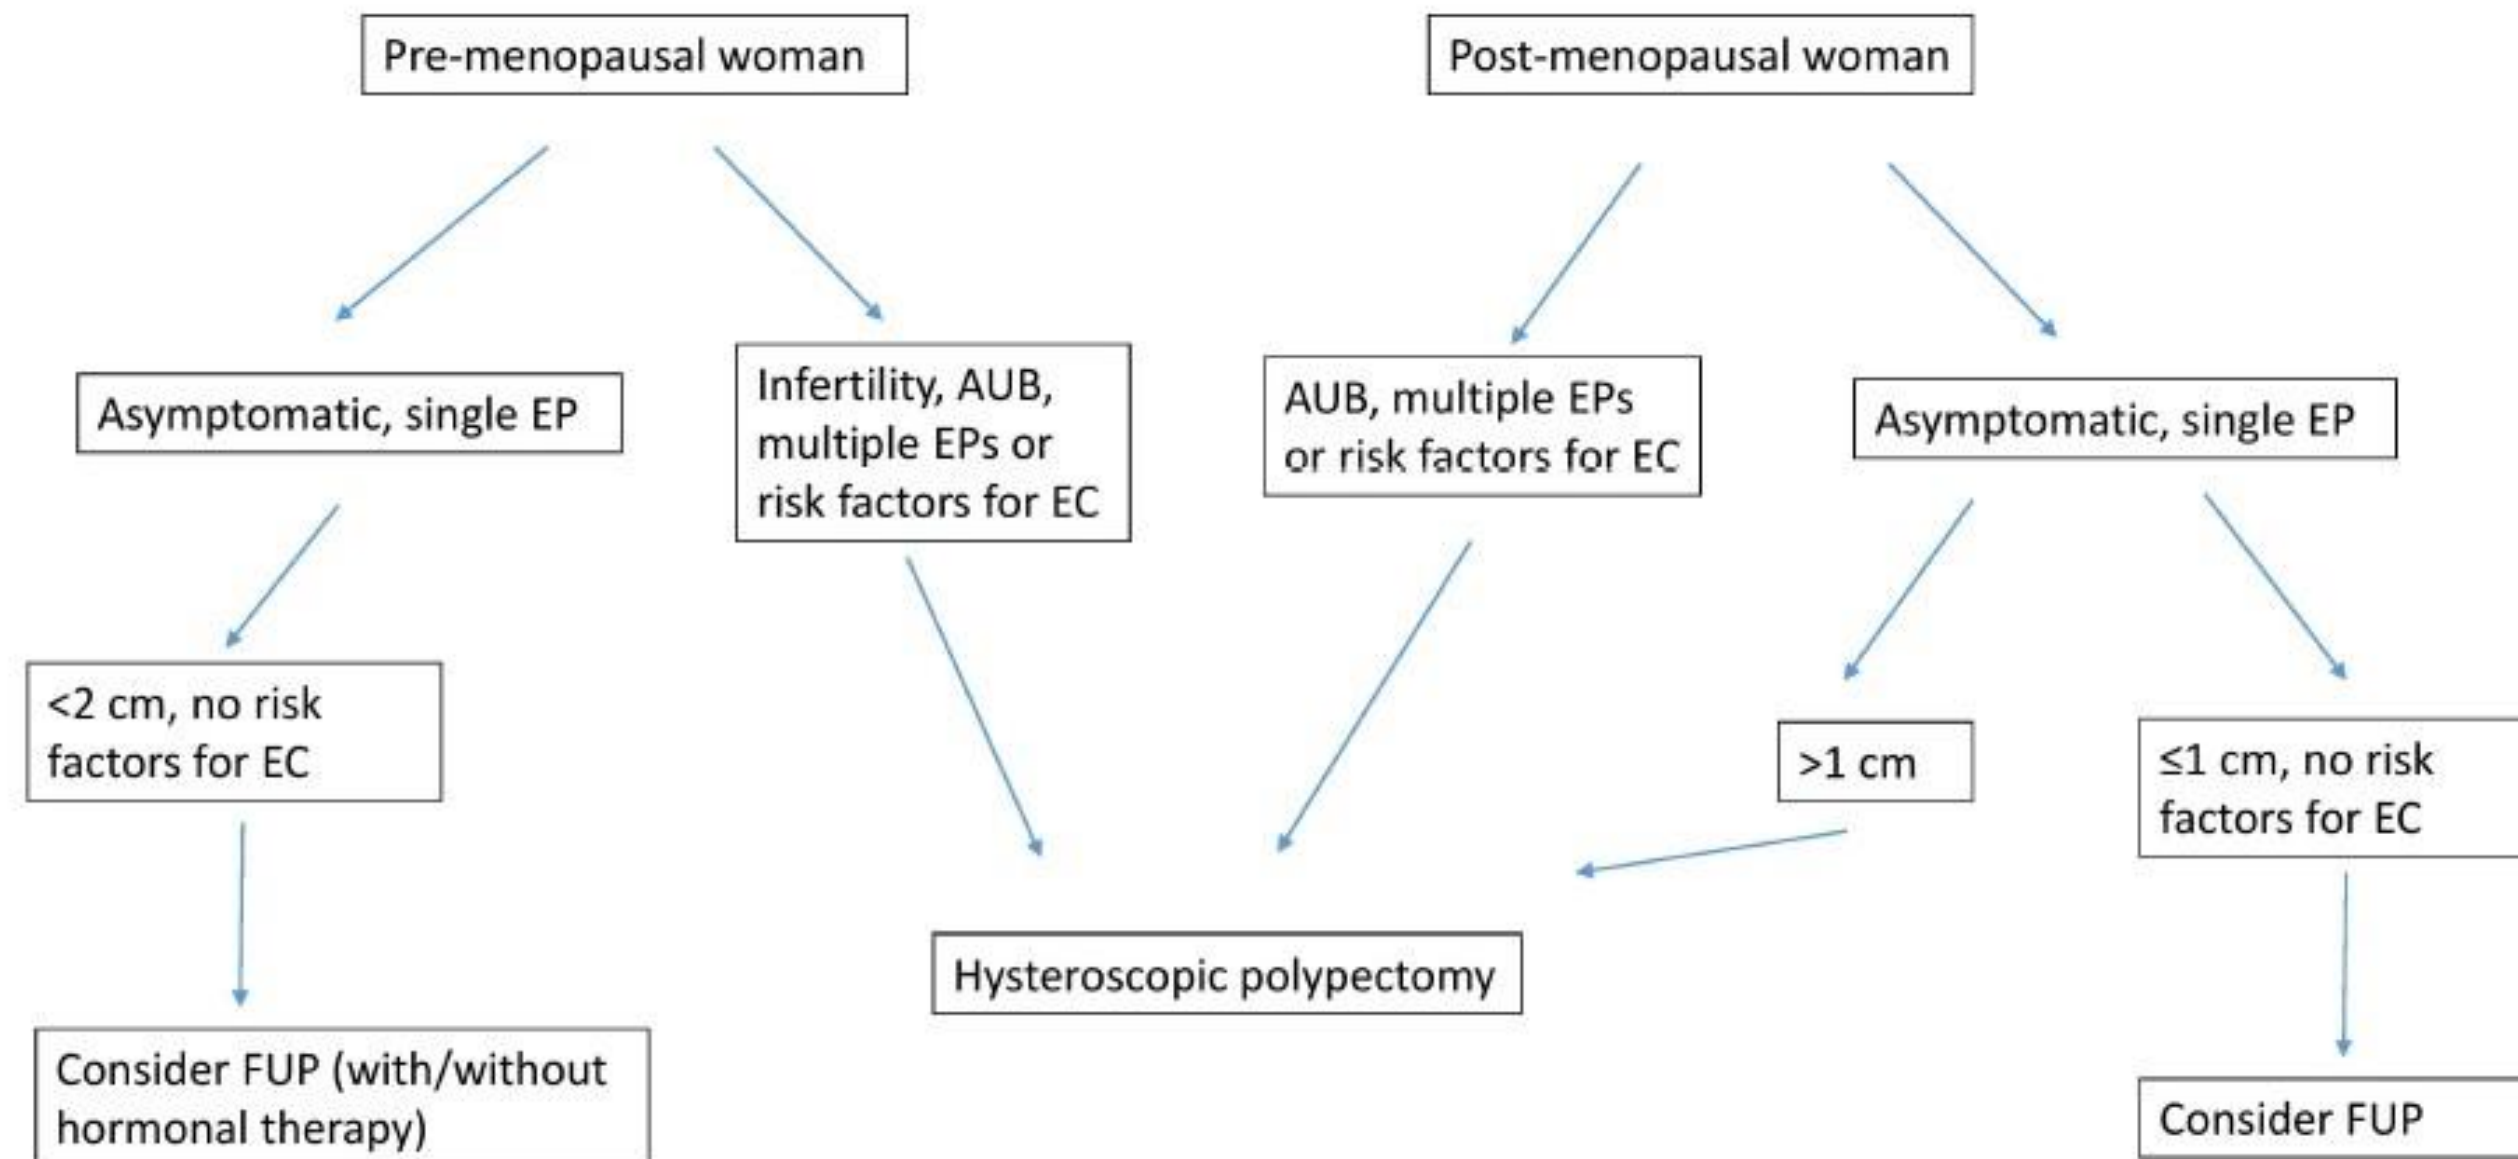 Pre-menopausal woman
Post-menopausal woman
Asymptomatic, single EP
Infertility, AUB,
multiple EPs or
risk factors for EC
AUB, multiple EPs
or risk factors for EC
Asymptomatic, single EP
<2 cm, no risk
factors for EC
>1 cm
≤1 cm, no risk
factors for EC
Hysteroscopic polypectomy
Consider FUP (with/without
hormonal therapy)
Consider FUP